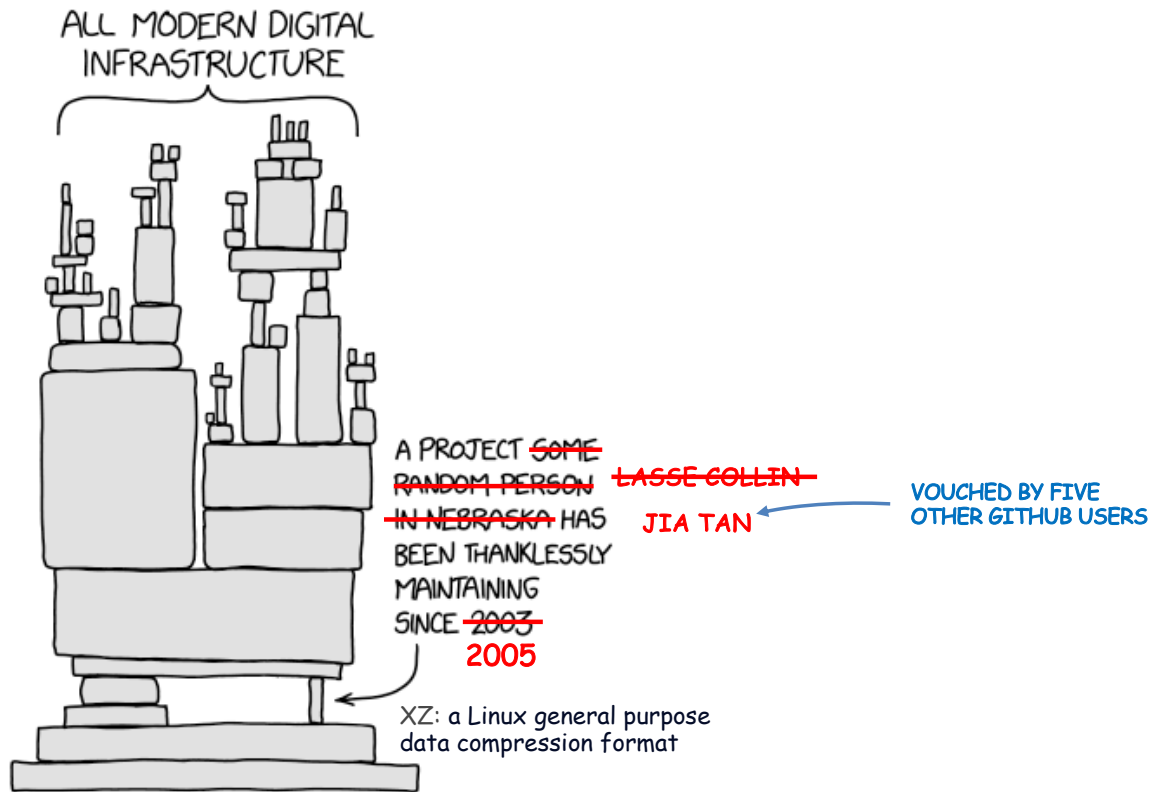 ALL MODERN DIGITAL
INFRASTRUCTURE
A PROJECT SOME
RANDOM PERSON
IN NEBRASKA HAS
BEEN THANKLESSLY
MAINTAINING
SINCE 2003
2005
LASSE COLLIN
JIA TAN
VOUCHED BY FIVE
OTHER GITHUB USERS
XZ: a Linux general purpose
data compression format